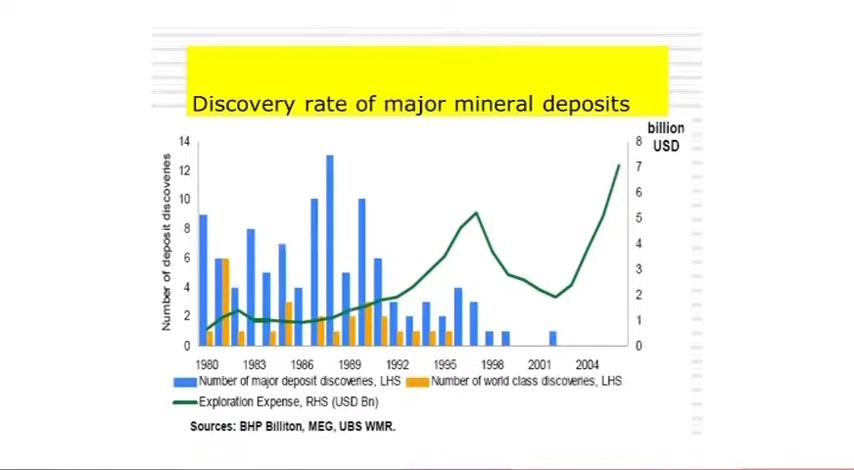 Discovery rate of major mineral deposits
billion
USD
Number of deposit discoveries
14
12
10
8
6
4
2
0
8
7
6
5
4
3
2
1
0
1980 1983 1986 1989 1992 1995 1998 2001 2004
Number of major deposit discoveries, LHS Number of world class discoveries, LHS
Exploration Expense, RHS (USD Bn)
Sources: BHP Billiton, MEG, UBS WMR.